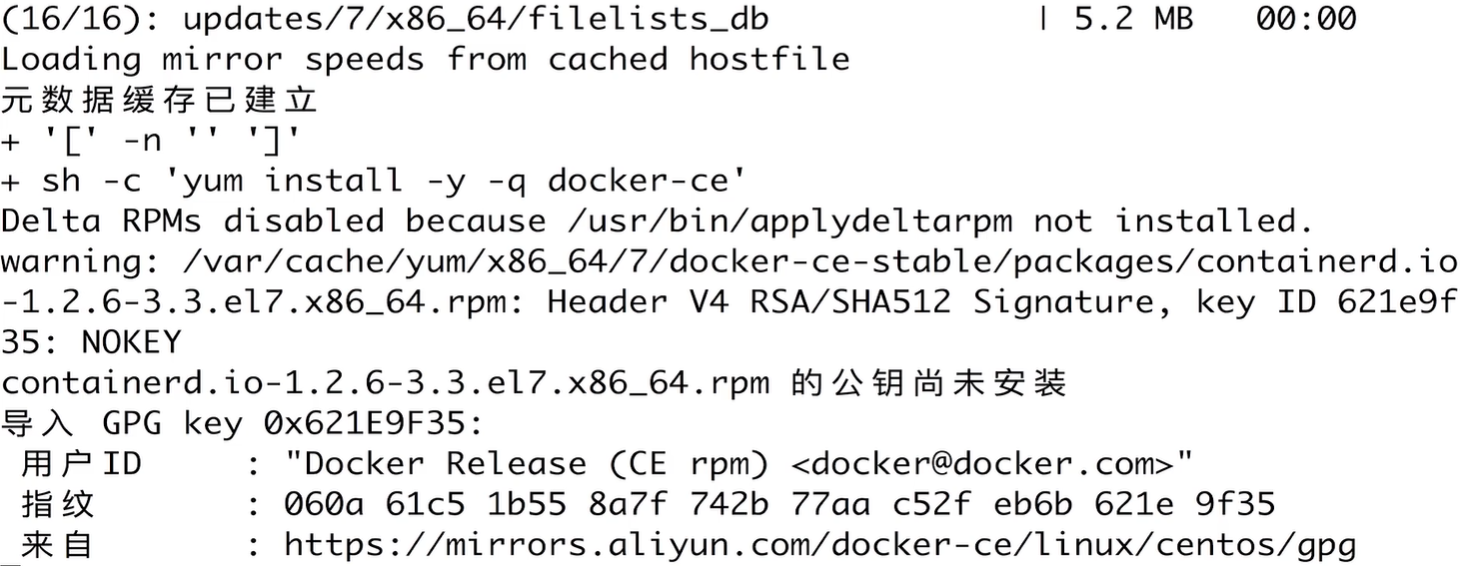 (16/16): updates/7/x86_64/filelists_db | 5.2 MB 00:00
Loading mirror speeds from cached hostfile
元数据缓存已建立
+ '[' -n '' ']'
+ sh -c 'yum install -y -q docker-ce'
Delta RPMs disabled because /usr/bin/applydeltarpm not installed.
warning: /var/cache/yum/x86_64/7/docker-ce-stable/packages/containerd.io
-1.2.6-3.3.el7.x86_64.rpm: Header V4 RSA/SHA512 Signature, key ID 621e9f
35: NOKEY
containerd.io-1.2.6-3.3.el7.x86_64.rpm 的公钥尚未安装
导入 GPG key 0x621E9F35:
用户ID : "Docker Release (CE rpm) <docker@docker.com>"
指纹 : 060a 61c5 1b55 8a7f 742b 77aa c52f eb6b 621e 9f35
来自 : https://mirrors.aliyun.com/docker-ce/linux/centos/gpg